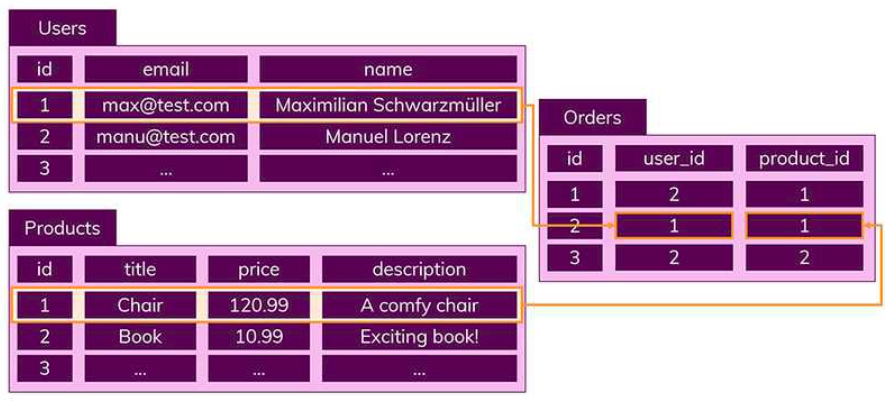 Users
id email name
1 max@test.com Maximilian Schwarzmüller
2 manu@test.com Manuel Lorenz
3 ... ...
Products
id title price description
1 Chair 120.99 A comfy chair
2 Book 10.99 Exciting book!
3 ... ... ...
Orders
id user_id product_id
1 2 1
2 1 1
3 2 2